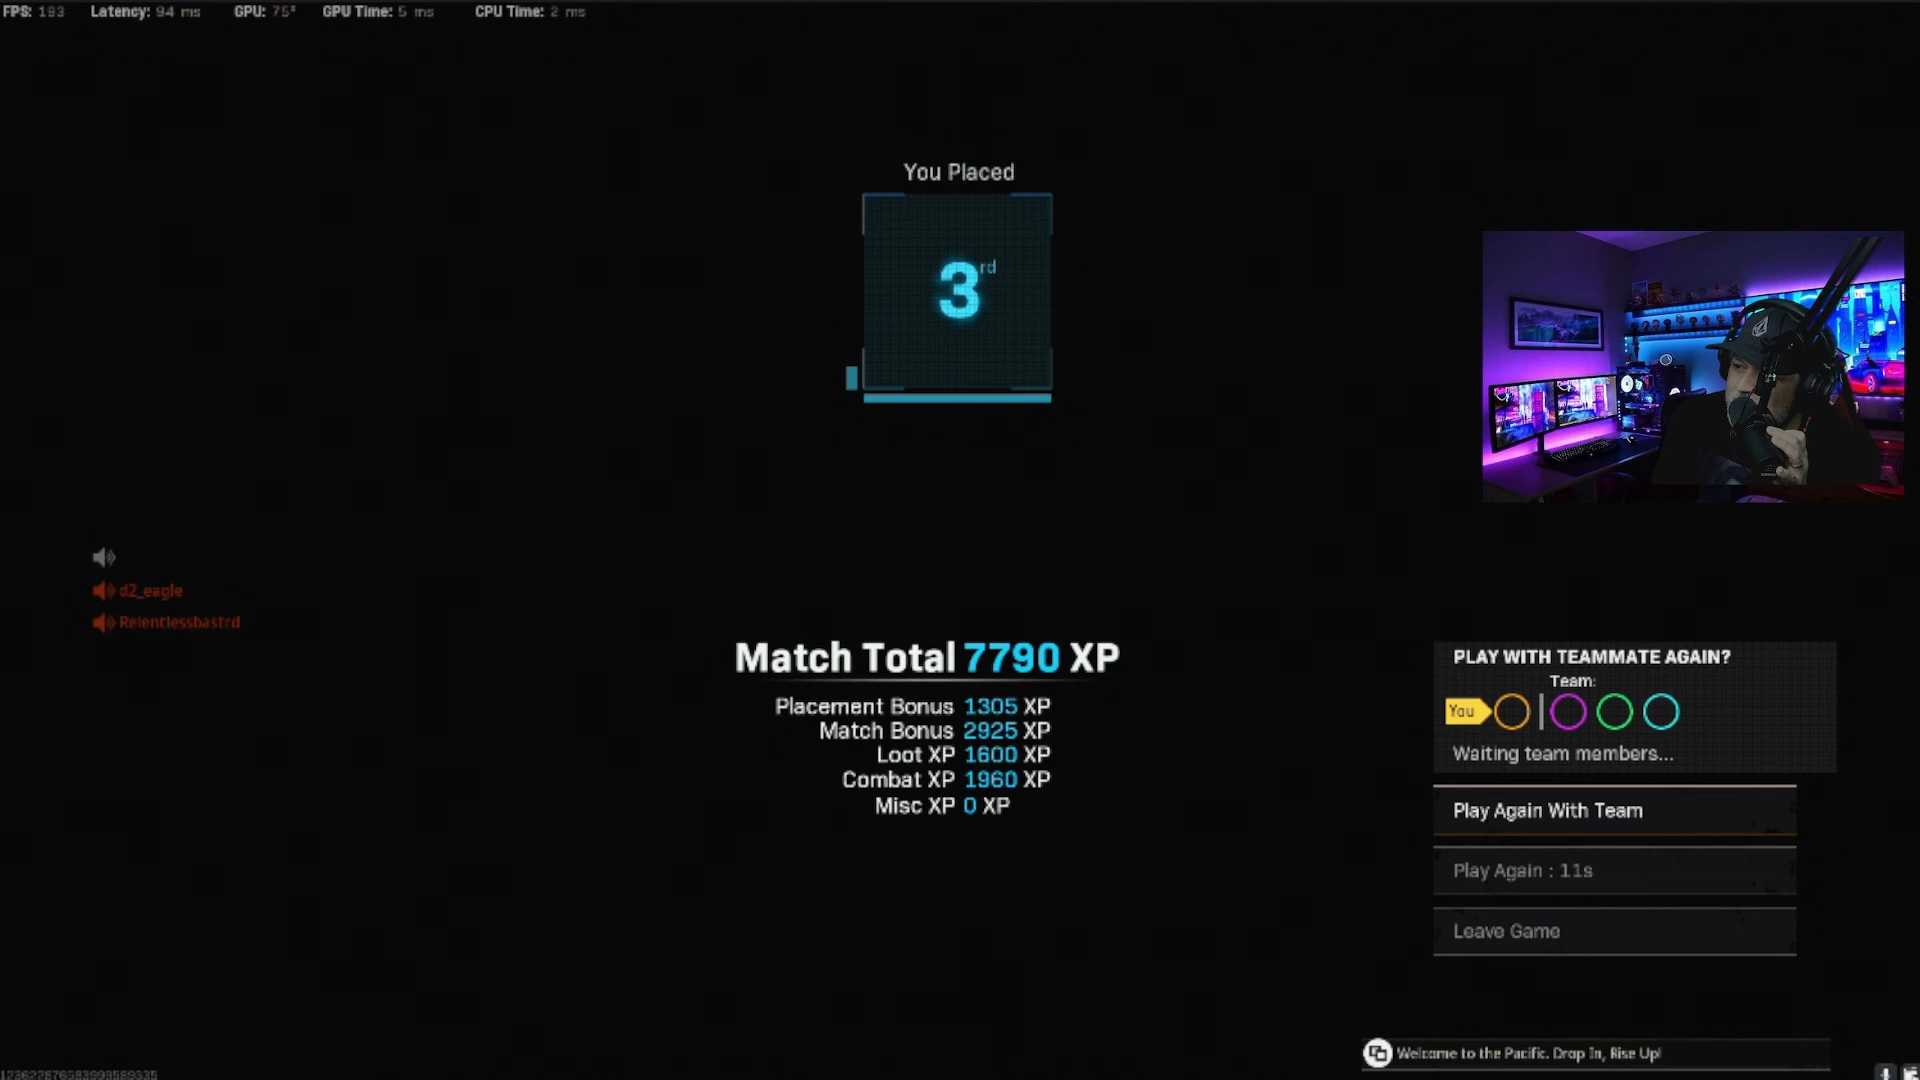 FPS: 193 Latency: 94 ms GPU: 75° GPU Time: 5 ms CPU Time: 2 ms
You Placed
3rd
d2_eagle
Relentlessbastrd
Match Total 7790 XP
Placement Bonus 1305 XP
Match Bonus 2925 XP
Loot XP 1600 XP
Combat XP 1960 XP
Misc XP 0 XP
PLAY WITH TEAMMATE AGAIN?
Team:
You
Waiting team members...
Play Again With Team
Play Again : 11s
Leave Game
Welcome to the Pacific. Drop In, Rise Up!